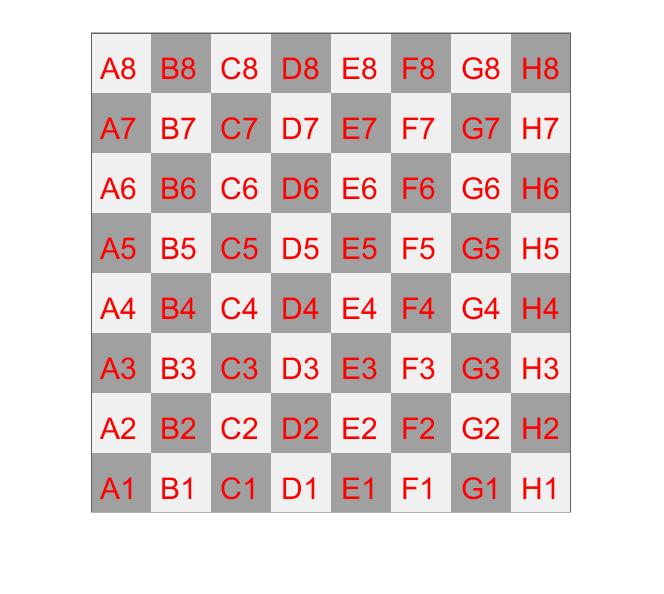 A8 B8 C8 D8 E8 F8 G8 H8
A7 B7 C7 D7 E7 F7 G7 H7
A6 B6 C6 D6 E6 F6 G6 H6
A5 B5 C5 D5 E5 F5 G5 H5
A4 B4 C4 D4 E4 F4 G4 H4
A3 B3 C3 D3 E3 F3 G3 H3
A2 B2 C2 D2 E2 F2 G2 H2
A1 B1 C1 D1 E1 F1 G1 H1